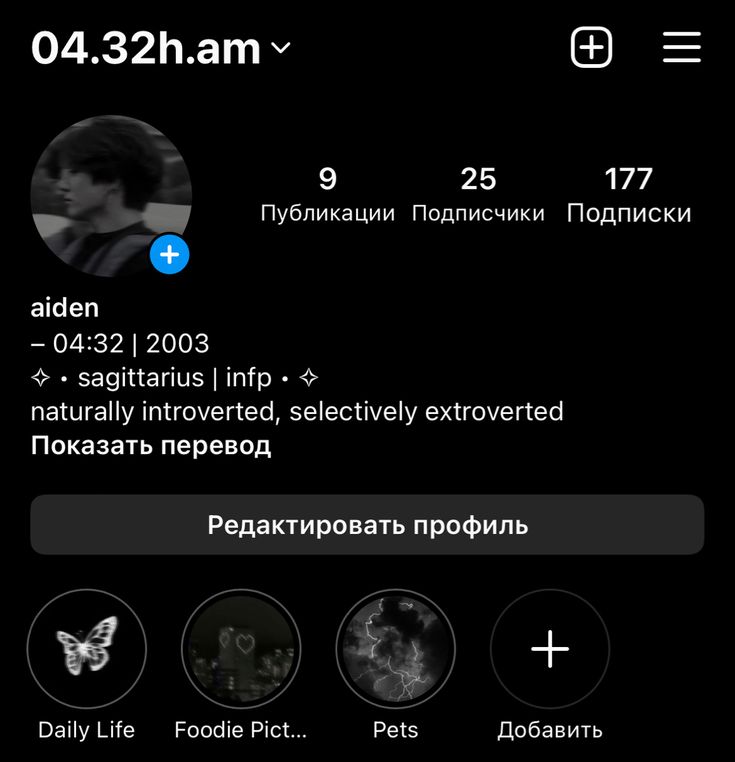 04.32h.am
9 25 177
Публикации Подписчики Подписки
aiden
– 04:32 | 2003
✧ • sagittarius | infp • ✧
naturally introverted, selectively extroverted
Показать перевод
Редактировать профиль
Daily Life Foodie Pict... Pets Добавить